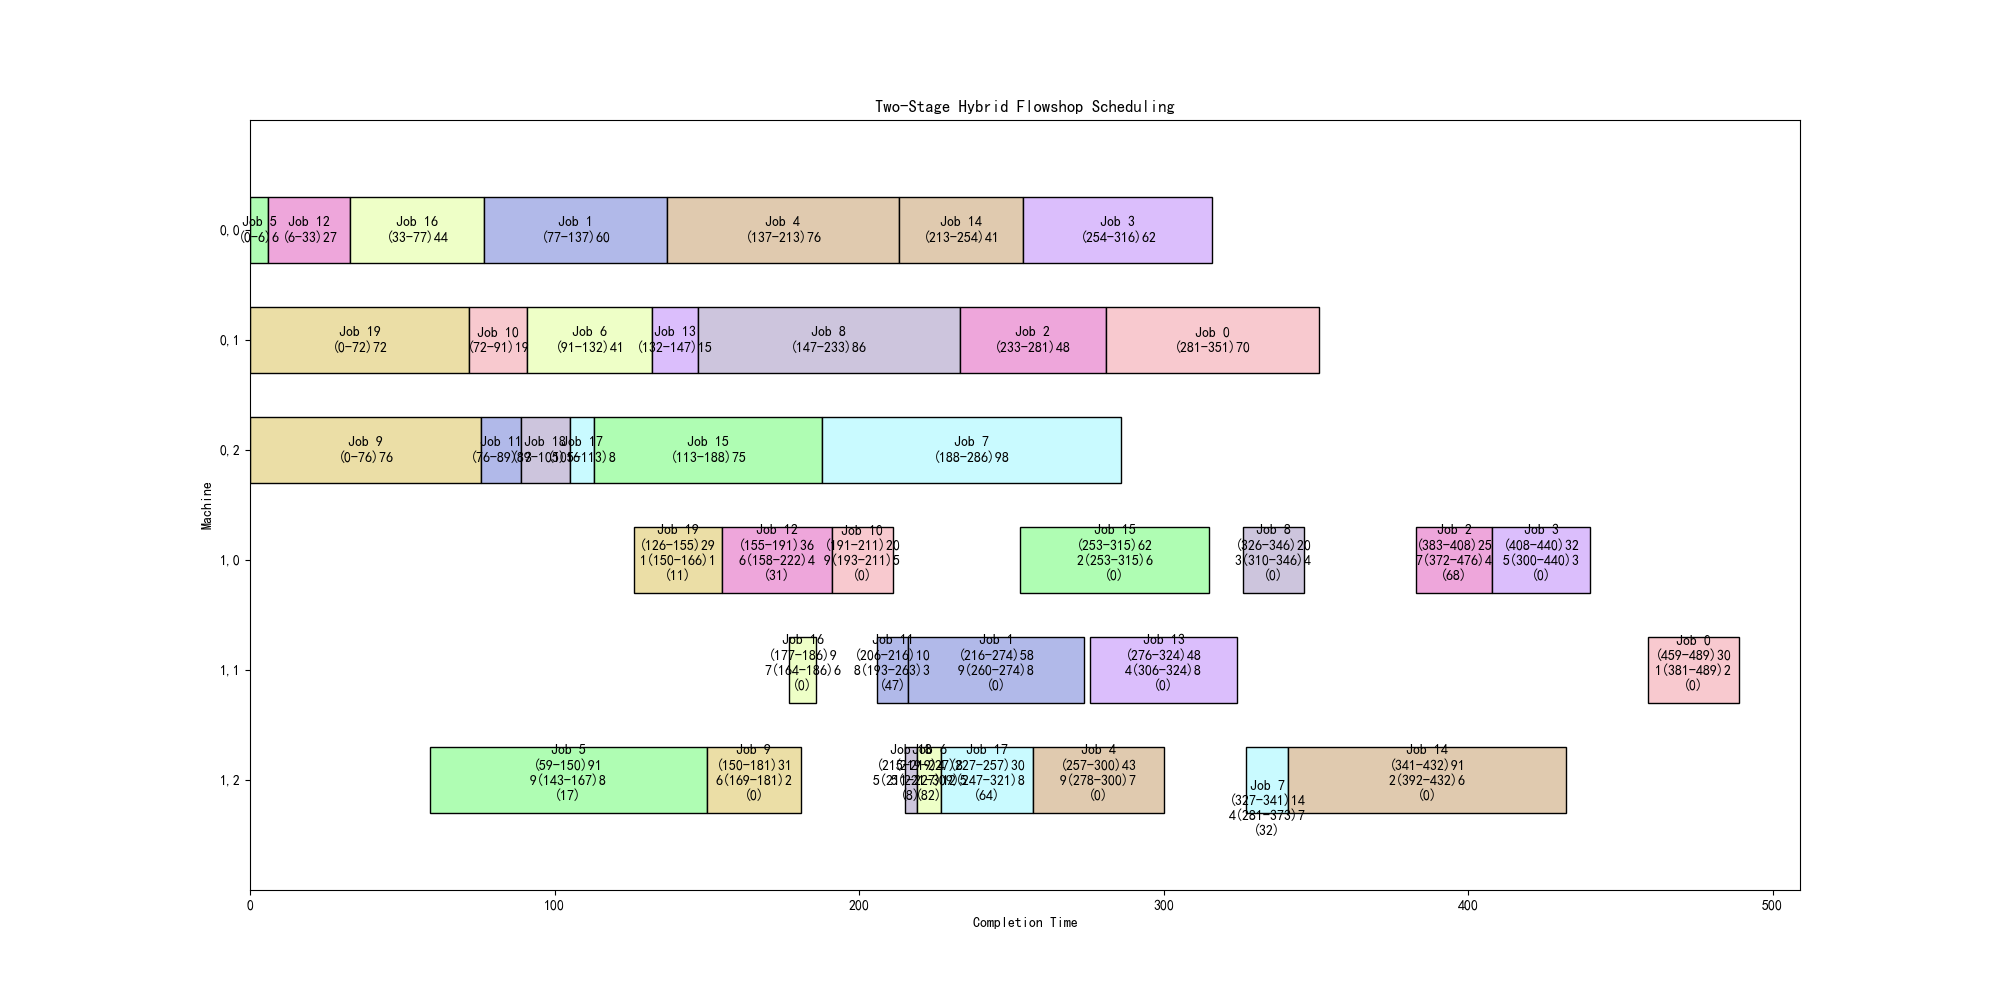 Two-Stage Hybrid Flowshop Scheduling
Machine
0,0
Job 5
(0-6)6
Job 12
(6-33)27
Job 16
(33-77)44
Job 1
(77-137)60
Job 4
(137-213)76
Job 14
(213-254)41
Job 3
(254-316)62
0,1
Job 19
(0-72)72
Job 10
(72-91)19
Job 6
(91-132)41
Job 13
(132-147)15
Job 8
(147-233)86
Job 2
(233-281)48
Job 0
(281-351)70
0,2
Job 9
(0-76)76
Job 11
Job 18
Job 17
Job 15
(113-188)75
Job 7
(188-286)98
1,0
Job 19
(126-155)29
1(150-166)1
(11)
Job 12
(155-191)36
6(158-222)4
(31)
Job 10
(191-211)20
9(193-211)5
(0)
Job 15
(253-315)62
2(253-315)6
(0)
Job 8
(326-346)20
3(310-346)4
(0)
Job 2
(383-408)25
7(372-476)4
(68)
Job 3
(408-440)32
5(300-440)3
(0)
1,1
Job 16
(177-186)9
7(164-186)6
(0)
Job 11
(206-216)10
8(193-263)3
(47)
Job 1
(216-274)58
9(260-274)8
(0)
Job 13
(276-324)48
4(306-324)8
(0)
Job 0
(459-489)30
1(381-489)2
(0)
1,2
Job 5
(59-150)91
9(143-167)8
(17)
Job 9
(150-181)31
6(169-181)2
(0)
(8)
(82)
Job 17
(227-257)30
(64)
Job 4
(257-300)43
9(278-300)7
(0)
Job 7
(327-341)14
4(281-373)7
(32)
Job 14
(341-432)91
2(392-432)6
(0)
0
100
200
300
400
500
Completion Time